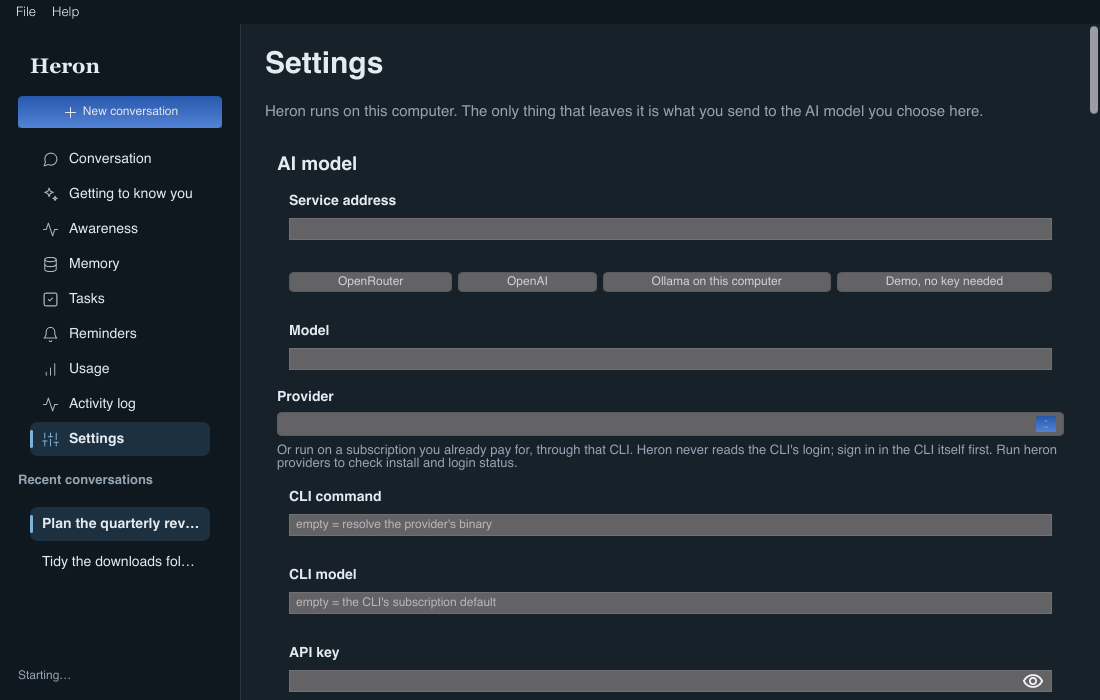 File Help
Heron
New conversation
Conversation
Getting to know you
Awareness
Memory
Tasks
Reminders
Usage
Activity log
Settings
Recent conversations
Plan the quarterly rev…
Tidy the downloads fol…
Starting…
Settings
Heron runs on this computer. The only thing that leaves it is what you send to the AI model you choose here.
AI model
Service address
OpenRouter OpenAI Ollama on this computer Demo, no key needed
Model
Provider
Or run on a subscription you already pay for, through that CLI. Heron never reads the CLI's login; sign in in the CLI itself first. Run heron
providers to check install and login status.
CLI command
empty = resolve the provider's binary
CLI model
empty = the CLI's subscription default
API key